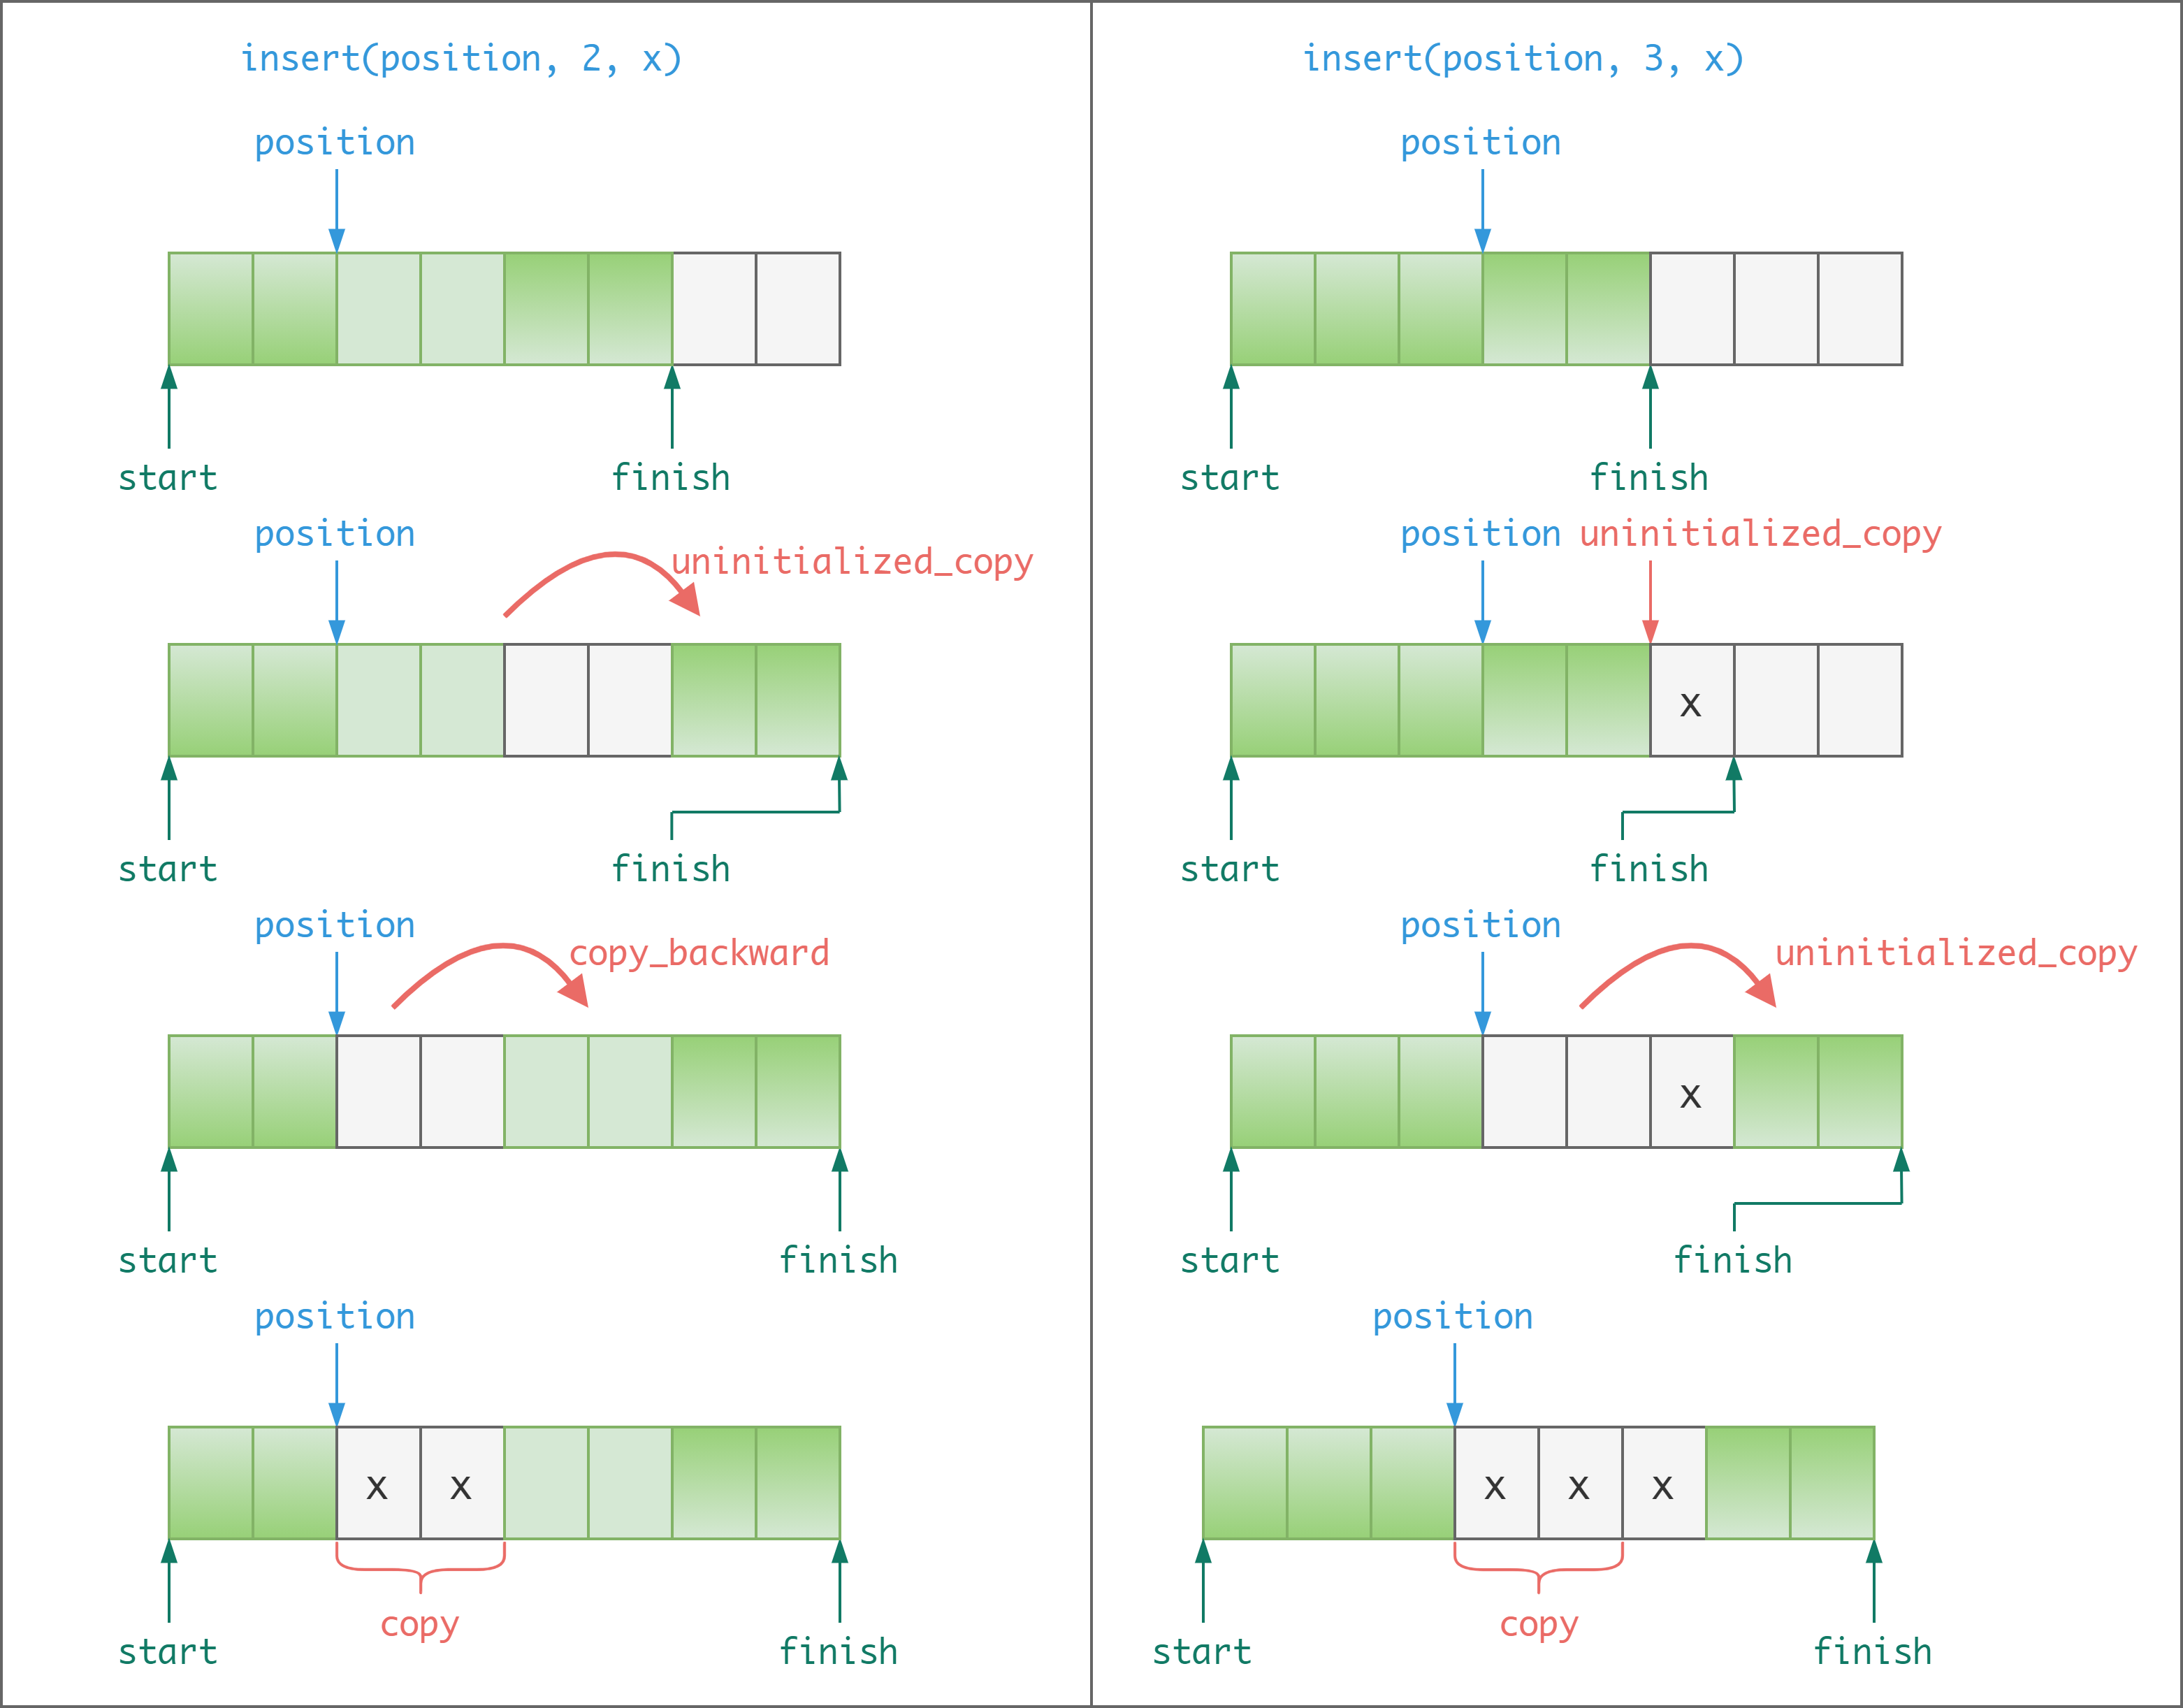 insert(position, 2, x)
position
start
finish
position
uninitialized_copy
start
finish
position
copy_backward
start
finish
position
x x
copy
start
finish
insert(position, 3, x)
position
start
finish
position uninitialized_copy
x
start
finish
position
uninitialized_copy
x
start
finish
position
x x x
copy
start
finish